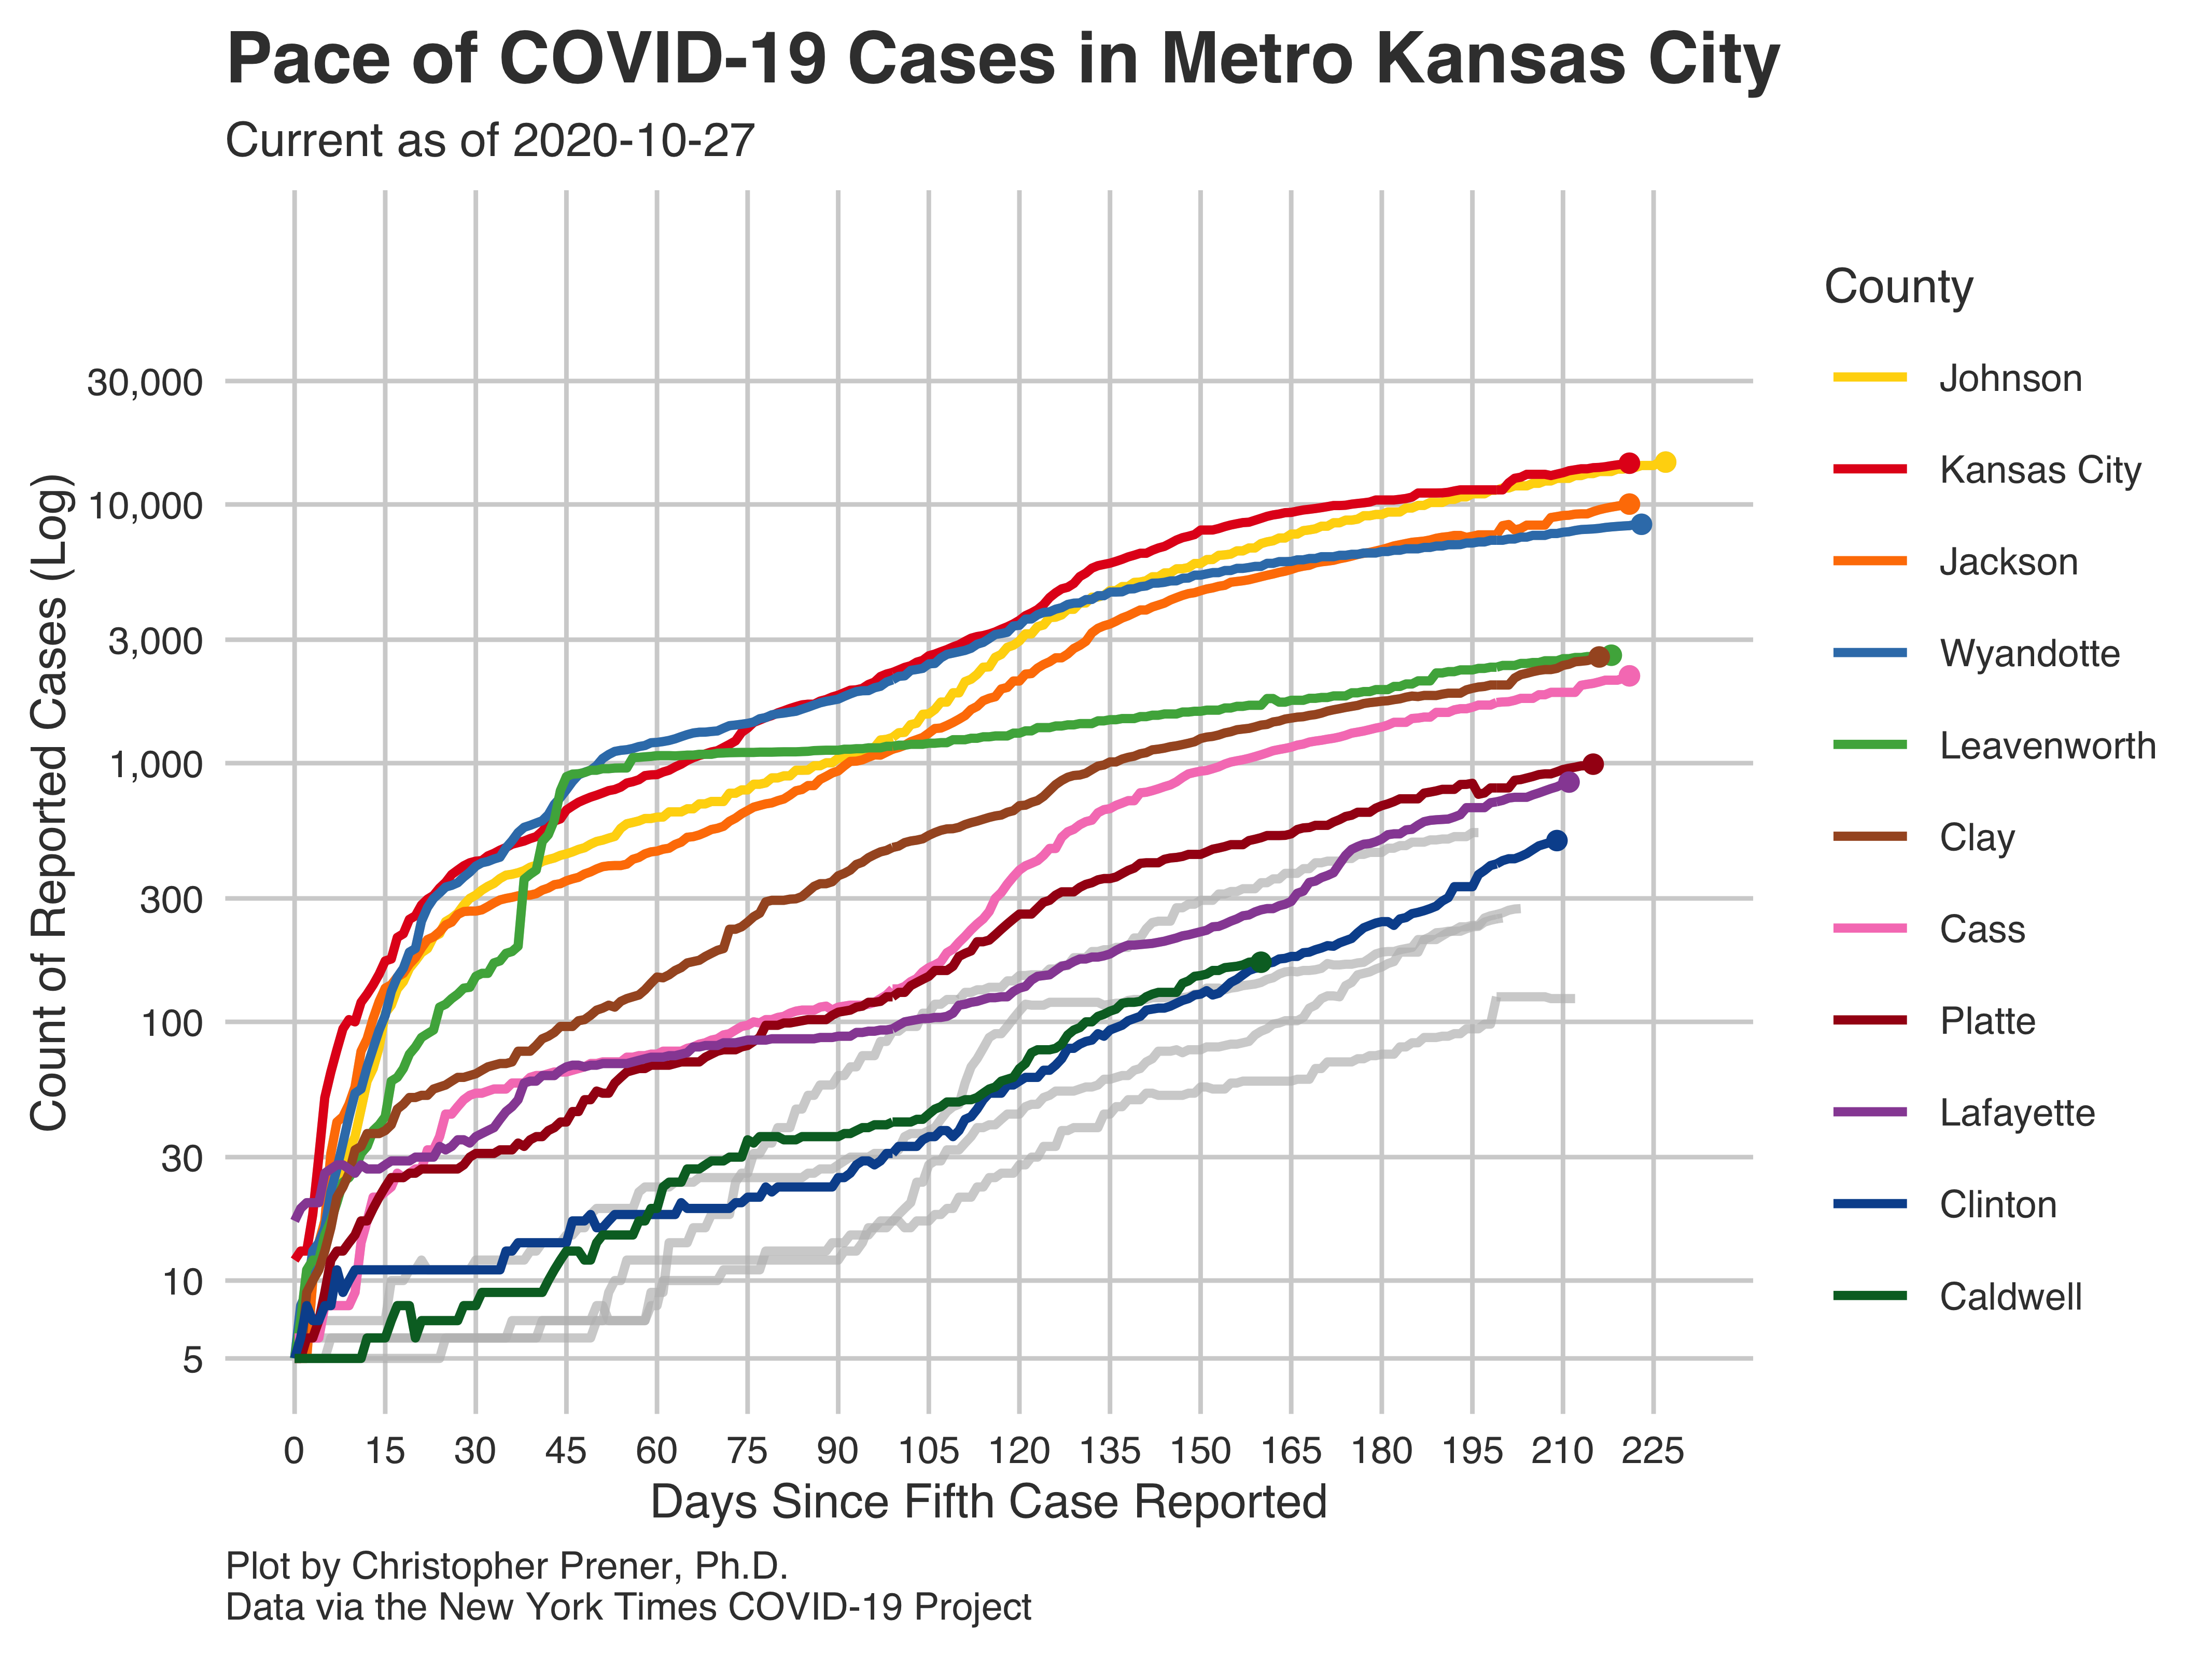 Pace of COVID-19 Cases in Metro Kansas City
Current as of 2020-10-27
Count of Reported Cases (Log)
30,000
10,000
3,000
1,000
300
100
30
10
5
0 15 30 45 60 75 90 105 120 135 150 165 180 195 210 225
Days Since Fifth Case Reported
County
Johnson
Kansas City
Jackson
Wyandotte
Leavenworth
Clay
Cass
Platte
Lafayette
Clinton
Caldwell
Plot by Christopher Prener, Ph.D.
Data via the New York Times COVID-19 Project